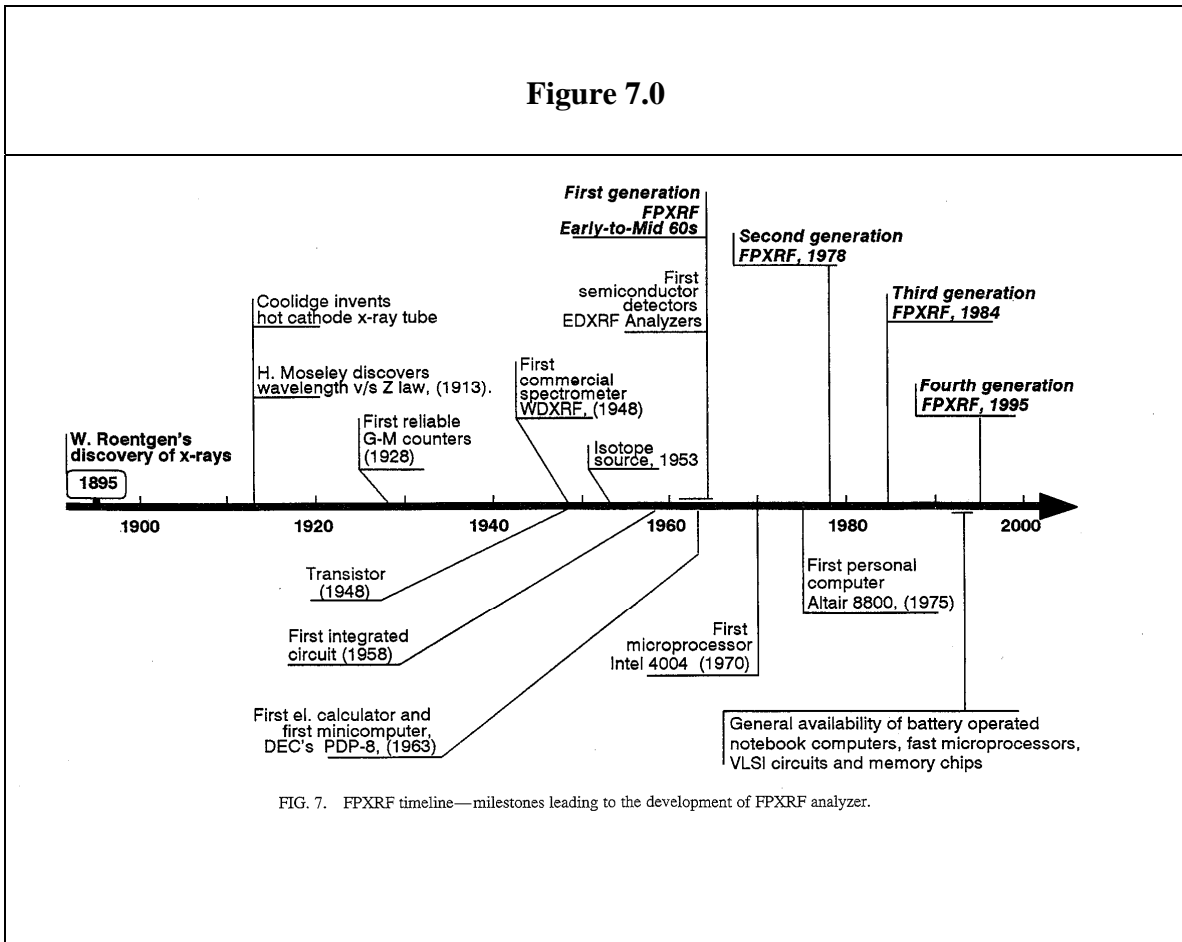 Figure 7.0
First generation
FPXRF
Early-to-Mid 60s
Second generation
FPXRF, 1978
First
semiconductor
detectors
EDXRF Analyzers
Third generation
FPXRF, 1984
Coolidge invents
hot cathode x-ray tube
H. Moseley discovers
wavelength v/s Z law, (1913).
First
commercial
spectrometer
WDXRF, (1948)
Fourth generation
FPXRF, 1995
First reliable
G-M counters
(1928)
W. Roentgen's
discovery of x-rays
1895
Isotope
source, 1953
1900 1920 1940 1960 1980 2000
Transistor
(1948)
First personal
computer
Altair 8800, (1975)
First integrated
circuit (1958)
First
microprocessor
Intel 4004 (1970)
First el. calculator and
first minicomputer,
DEC's PDP-8, (1963)
General availability of battery operated
notebook computers, fast microprocessors,
VLSI circuits and memory chips
FIG. 7. FPXRF timeline—milestones leading to the development of FPXRF analyzer.